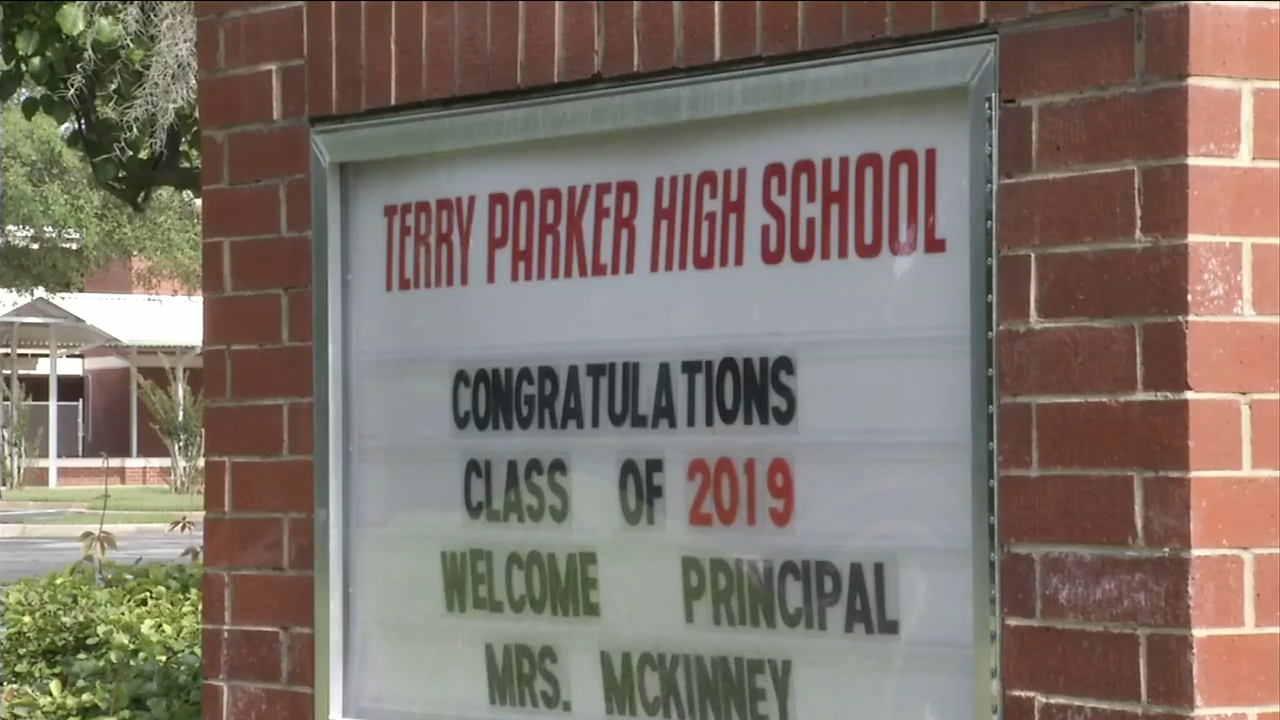 TERRY PARKER HIGH SCHOOL
CONGRATULATIONS
CLASS OF 2019
WELCOME PRINCIPAL
MRS. MCKINNEY